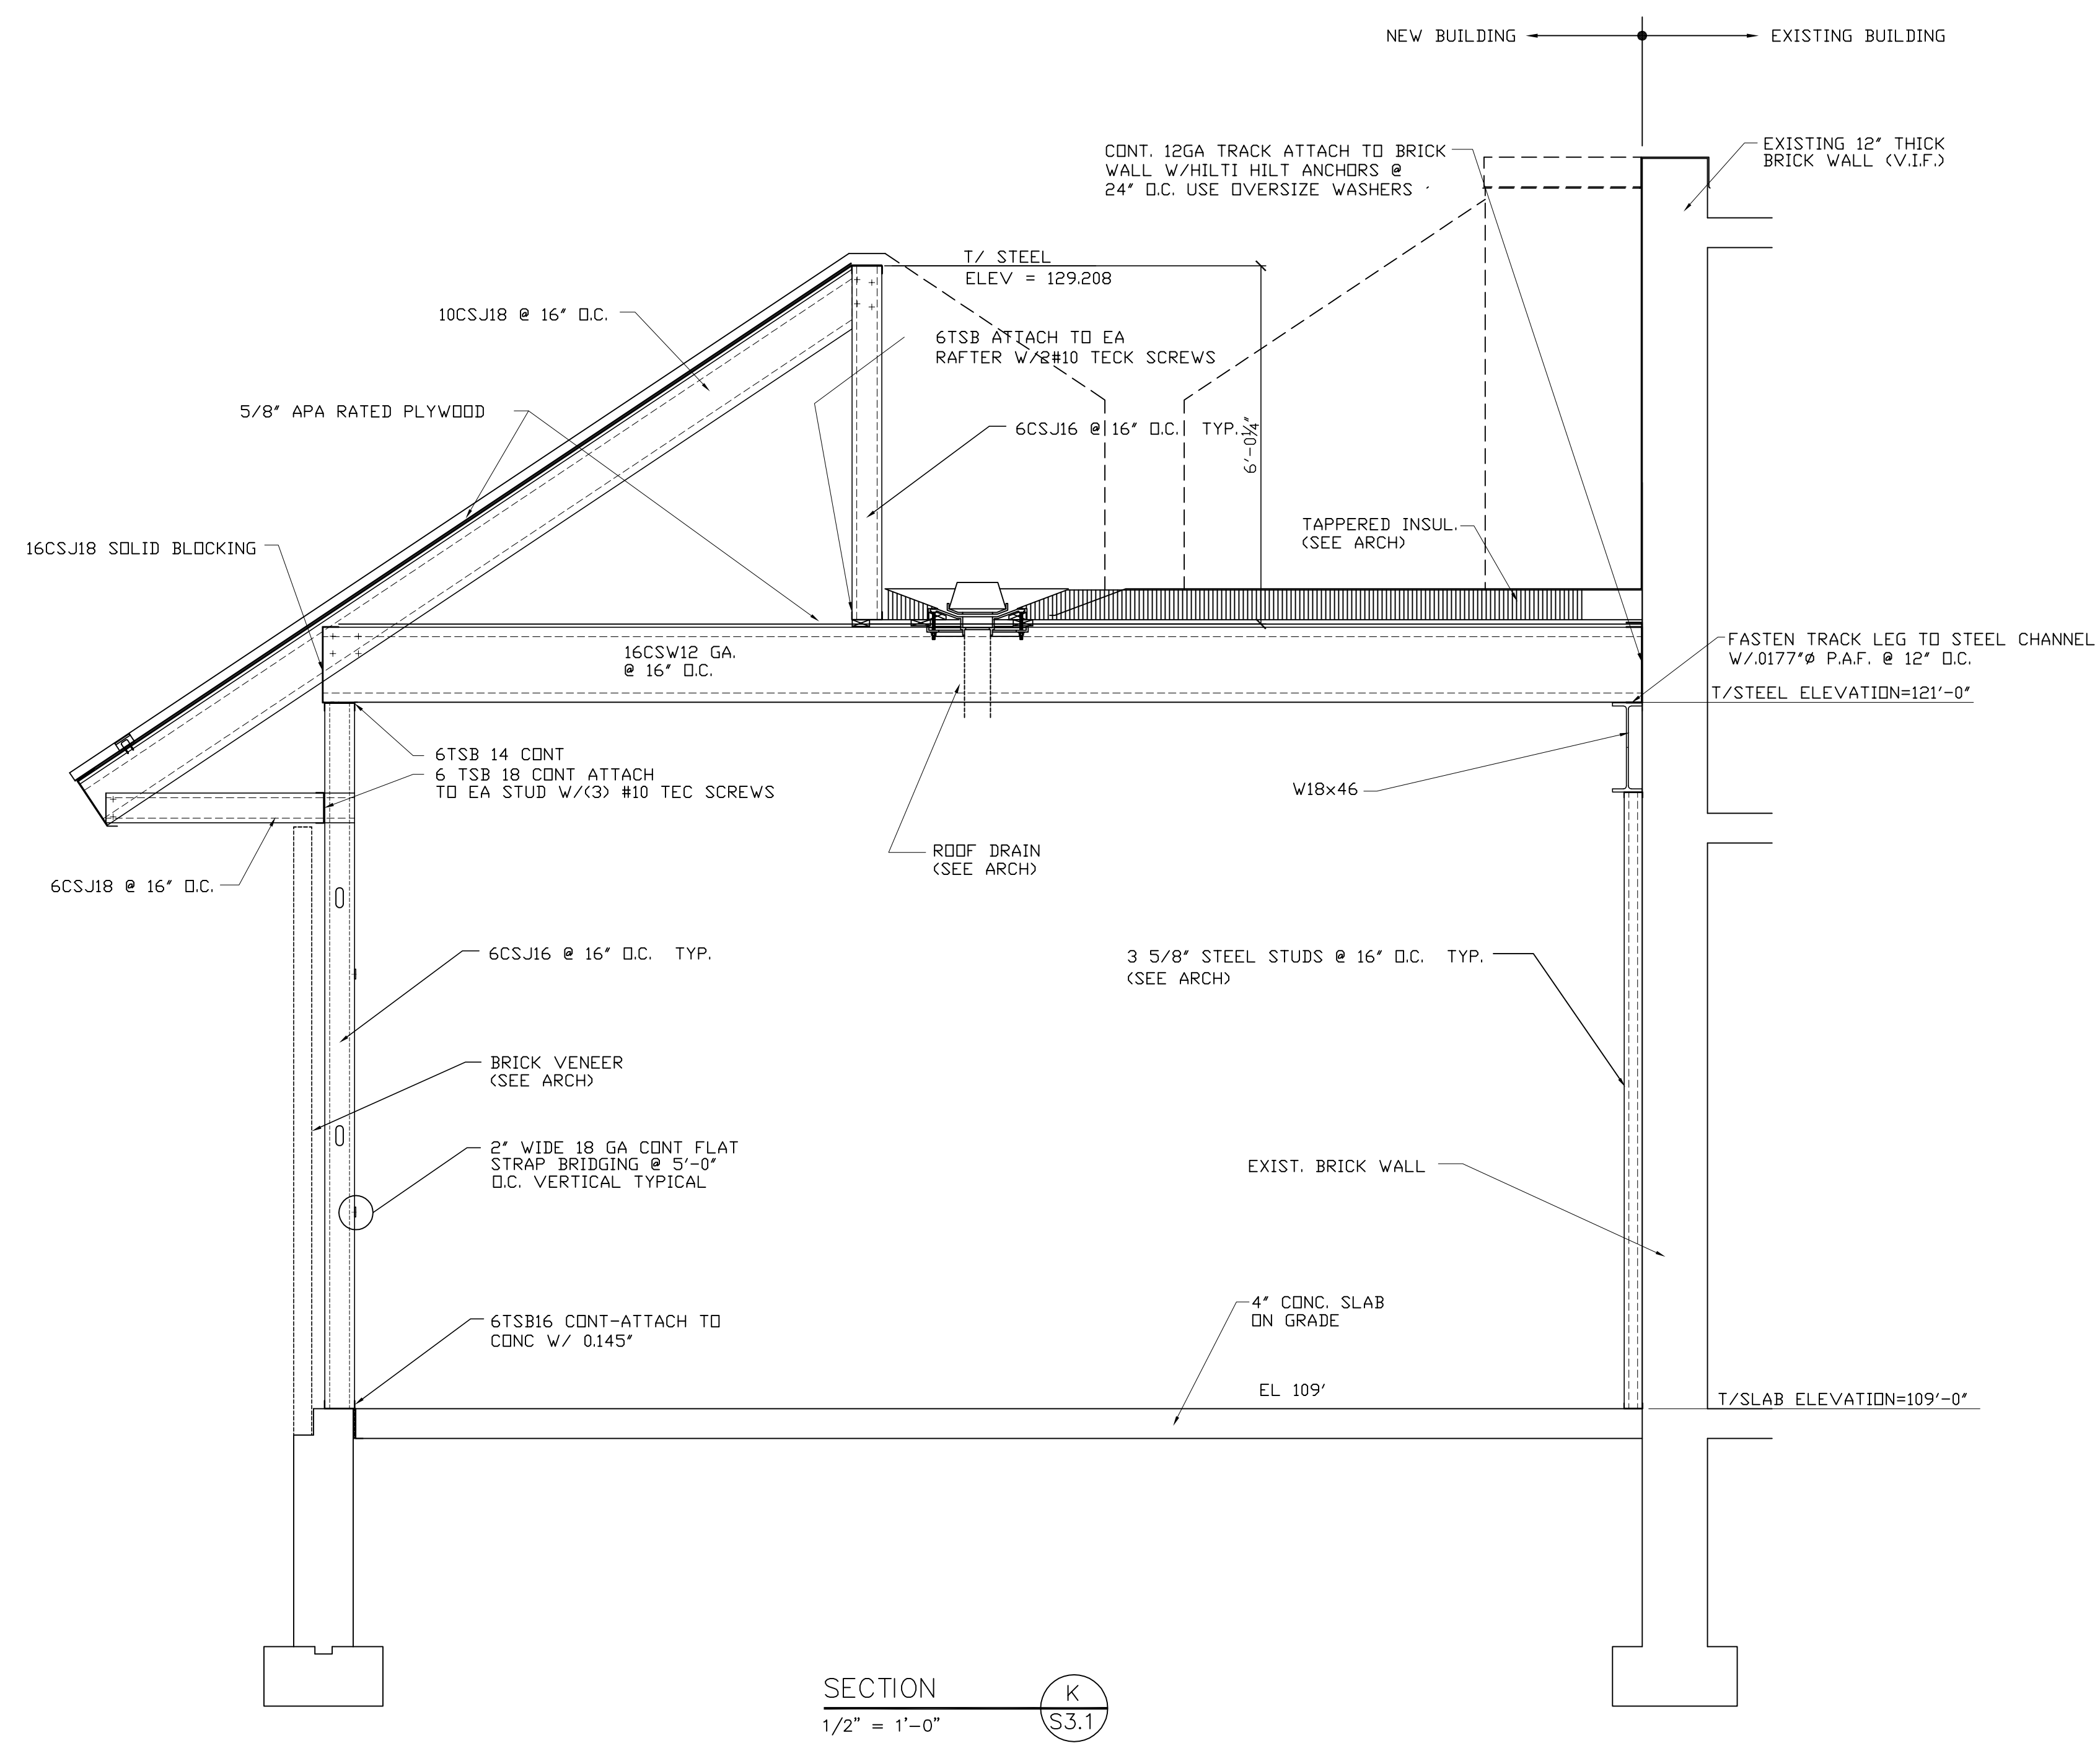 NEW BUILDING
EXISTING BUILDING
EXISTING 12" THICK
BRICK WALL (V.I.F.)
CONT. 12GA TRACK ATTACH TO BRICK
WALL W/HILTI HILT ANCHORS @
24" O.C. USE OVERSIZE WASHERS
T/ STEEL
ELEV = 129.208
10CSJ18 @ 16" O.C.
6TSB ATTACH TO EA
RAFTER W/2#10 TECK SCREWS
5/8" APA RATED PLYWOOD
6CSJ16 @ 16" O.C. TYP.
6'-0¼"
TAPPERED INSUL.
(SEE ARCH)
16CSJ18 SOLID BLOCKING
16CSW12 GA.
@ 16" O.C.
FASTEN TRACK LEG TO STEEL CHANNEL
W/.0177"Ø P.A.F. @ 12" O.C.
T/STEEL ELEVATION=121'-0"
6TSB 14 CONT
6 TSB 18 CONT ATTACH
TO EA STUD W/(3) #10 TEC SCREWS
W18x46
ROOF DRAIN
(SEE ARCH)
6CSJ18 @ 16" O.C.
6CSJ16 @ 16" O.C. TYP.
3 5/8" STEEL STUDS @ 16" O.C. TYP.
(SEE ARCH)
BRICK VENEER
(SEE ARCH)
2" WIDE 18 GA CONT FLAT
STRAP BRIDGING @ 5'-0"
O.C. VERTICAL TYPICAL
EXIST. BRICK WALL
6TSB16 CONT-ATTACH TO
CONC W/ 0.145"
4" CONC. SLAB
ON GRADE
EL 109'
T/SLAB ELEVATION=109'-0"
SECTION
1/2" = 1'-0"
K
S3.1